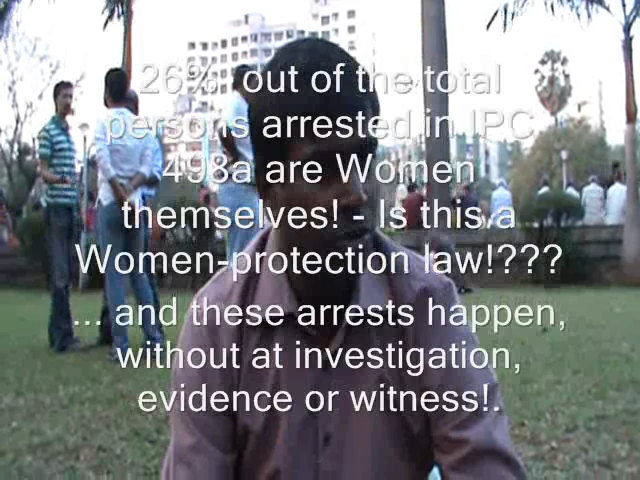 26%  out of the total
persons arrested in IPC
498a are Women
themselves! - Is this a
Women-protection law!???
... and these arrests happen,
without at investigation,
evidence or witness!.